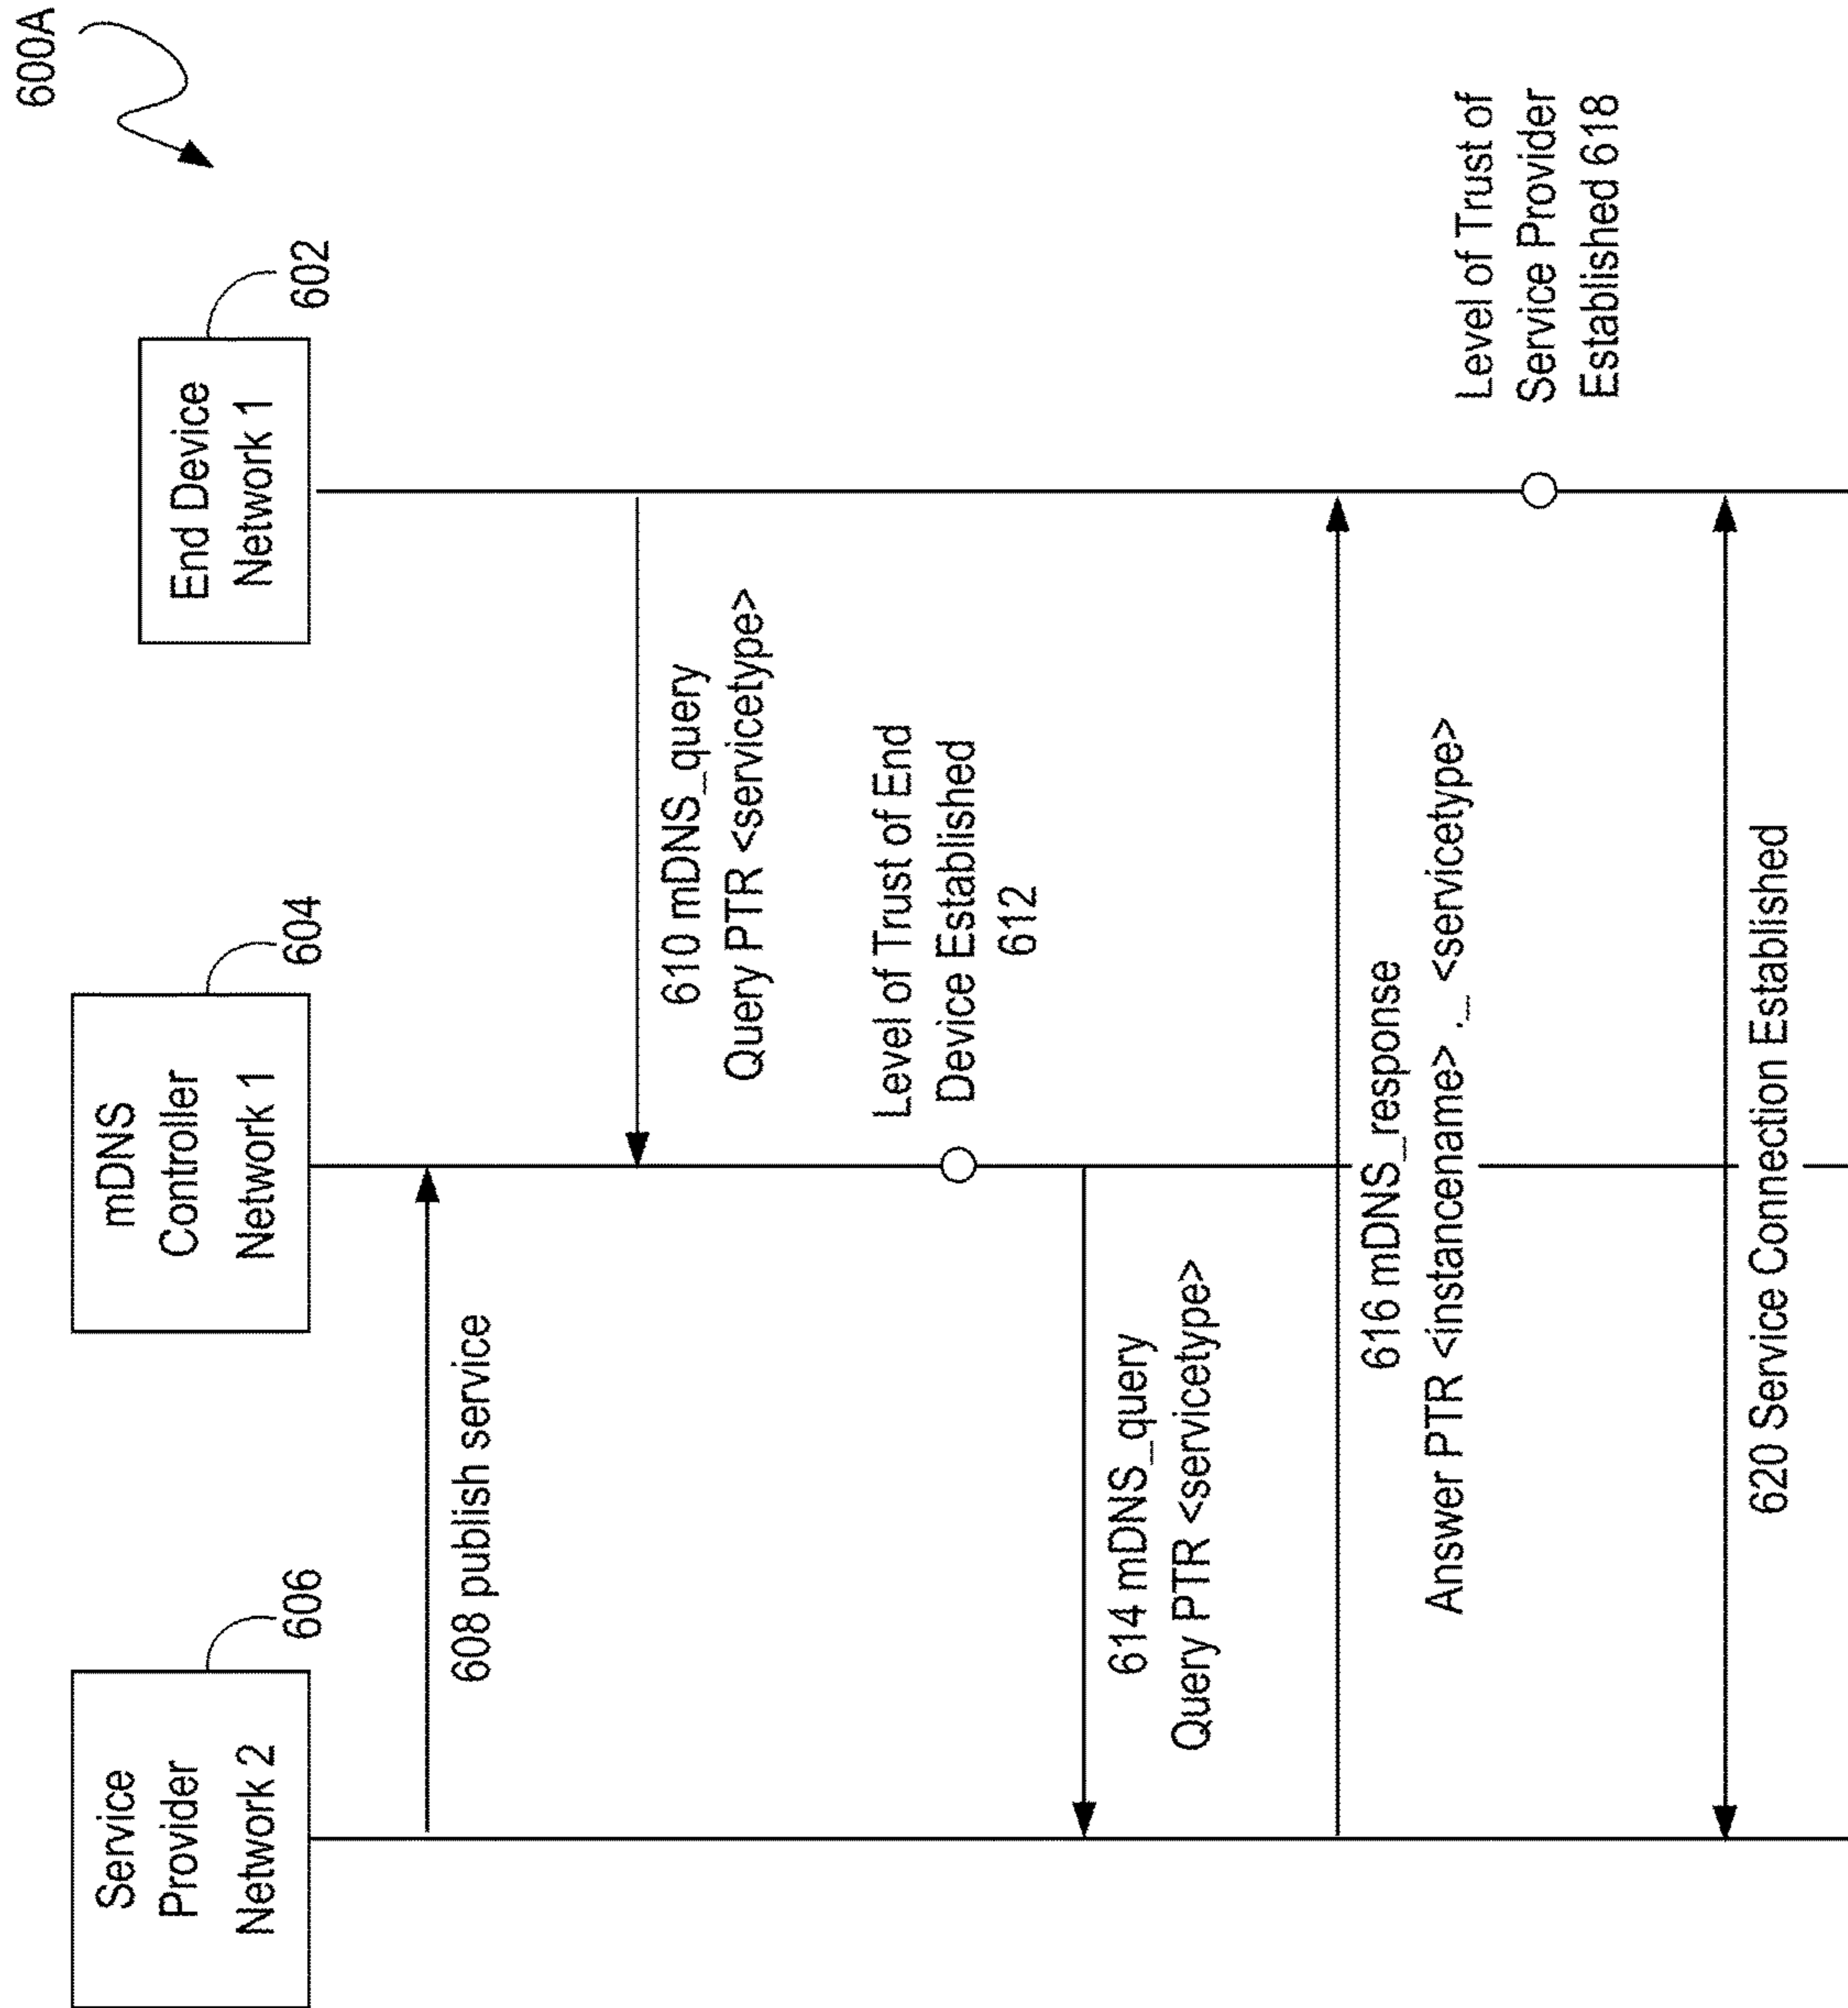 600A
Service
Provider
Network 2
606
mDNS
Controller
Network 1
604
End Device
Network 1
602
608 publish service
610 mDNS_query
Query PTR <servicetype>
Level of Trust of End
Device Established
612
614 mDNS_query
Query PTR <servicetype>
616 mDNS_response
Answer PTR <instancename>._ <servicetype>
Level of Trust of
Service Provider
Established 618
620 Service Connection Established